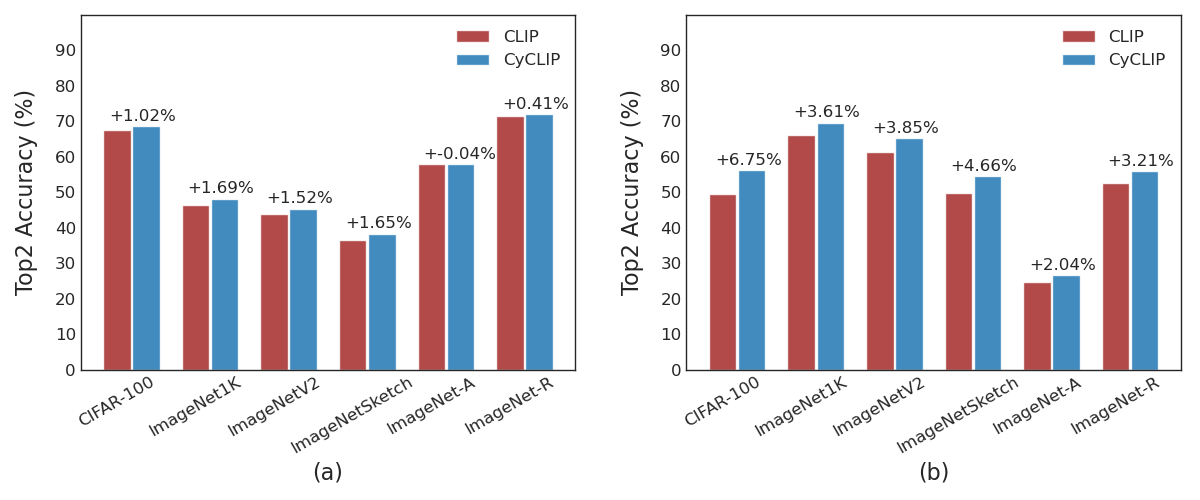 Top2 Accuracy (%)
90
80
70
60
50
40
30
20
10
0
CLIP
CyCLIP
+1.02%
+1.69%
+1.52%
+1.65%
+-0.04%
+0.41%
CIFAR-100
ImageNet1K
ImageNetV2
ImageNetSketch
ImageNet-A
ImageNet-R
(a)
Top2 Accuracy (%)
90
80
70
60
50
40
30
20
10
0
CLIP
CyCLIP
+6.75%
+3.61%
+3.85%
+4.66%
+2.04%
+3.21%
CIFAR-100
ImageNet1K
ImageNetV2
ImageNetSketch
ImageNet-A
ImageNet-R
(b)